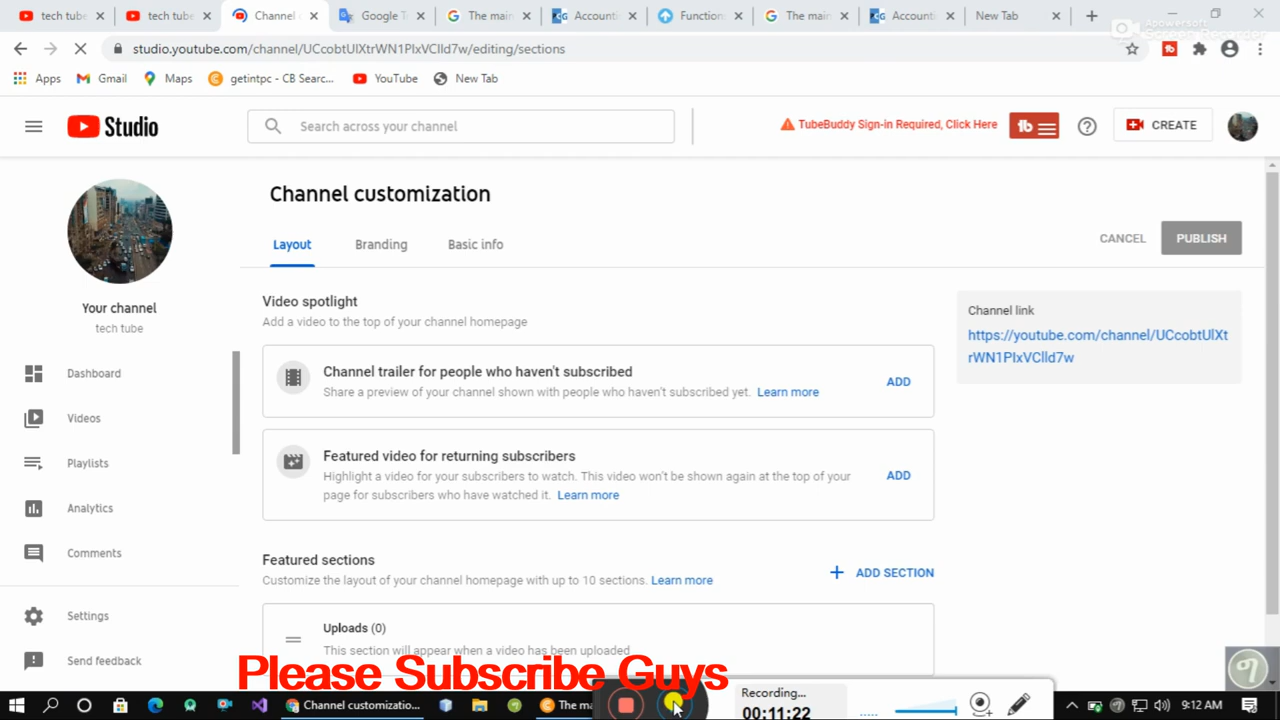 tech tube
tech tube
Channel
Google T
The main
Accounti
Functions
The main
Accounti
New Tab
Apowersoft
Screen Recorder
studio.youtube.com/channel/UCcobtUlXtrWN1PlxVClld7w/editing/sections
Apps
Gmail
Maps
getintpc - CB Searc...
YouTube
New Tab
Studio
Search across your channel
TubeBuddy Sign-in Required, Click Here
tb
CREATE
Channel customization
Layout
Branding
Basic info
CANCEL
PUBLISH
Your channel
tech tube
Dashboard
Videos
Playlists
Analytics
Comments
Settings
Send feedback
Video spotlight
Add a video to the top of your channel homepage
Channel trailer for people who haven't subscribed
Share a preview of your channel shown with people who haven't subscribed yet. Learn more
ADD
Featured video for returning subscribers
Highlight a video for your subscribers to watch. This video won't be shown again at the top of your
page for subscribers who have watched it. Learn more
ADD
Featured sections
Customize the layout of your channel homepage with up to 10 sections. Learn more
ADD SECTION
Uploads (0)
This section will appear when a video has been uploaded
Channel link
https://youtube.com/channel/UCcobtUlXt
rWN1PlxVClld7w
Please Subscribe Guys
Channel customizatio...
The ma
Recording...
00:11:22
9:12 AM